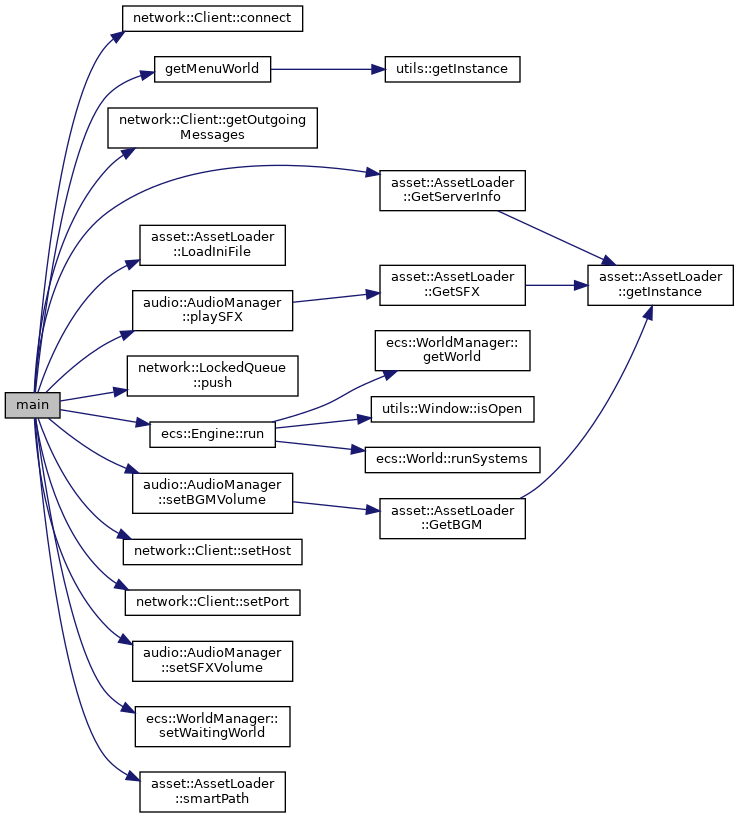 network::Client::connect
getMenuWorld
utils::getInstance
network::Client::getOutgoing
Messages
asset::AssetLoader
::GetServerInfo
asset::AssetLoader
::LoadIniFile
asset::AssetLoader
::GetSFX
asset::AssetLoader
::getInstance
audio::AudioManager
::playSFX
ecs::WorldManager::
getWorld
network::LockedQueue
::push
main
utils::Window::isOpen
ecs::Engine::run
ecs::World::runSystems
audio::AudioManager
::setBGMVolume
asset::AssetLoader
::GetBGM
network::Client::setHost
network::Client::setPort
audio::AudioManager
::setSFXVolume
ecs::WorldManager::
setWaitingWorld
asset::AssetLoader
::smartPath